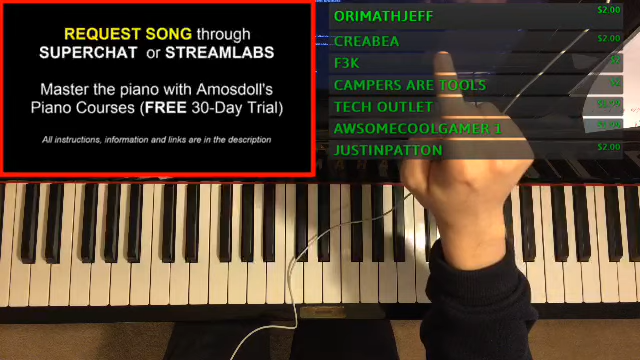 REQUEST SONG through
SUPERCHAT or STREAMLABS
Master the piano with Amosdoll's
Piano Courses (FREE 30-Day Trial)
All instructions, information and links are in the description
ORIMATHJEFF $2.00
CREABEA $2.00
F3K
CAMPERS ARE TOOLS
TECH OUTLET
AWSOMECOOLGAMER 1
JUSTINPATTON $2.00